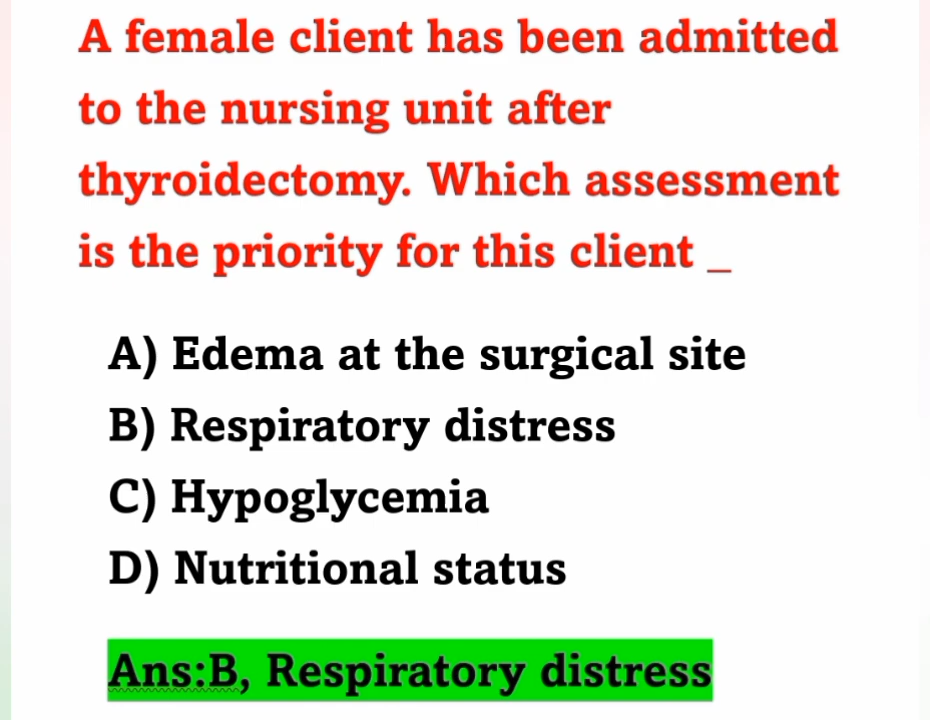 A female client has been admitted
to the nursing unit after
thyroidectomy. Which assessment
is the priority for this client _
A) Edema at the surgical site
B) Respiratory distress
C) Hypoglycemia
D) Nutritional status
Ans:B, Respiratory distress